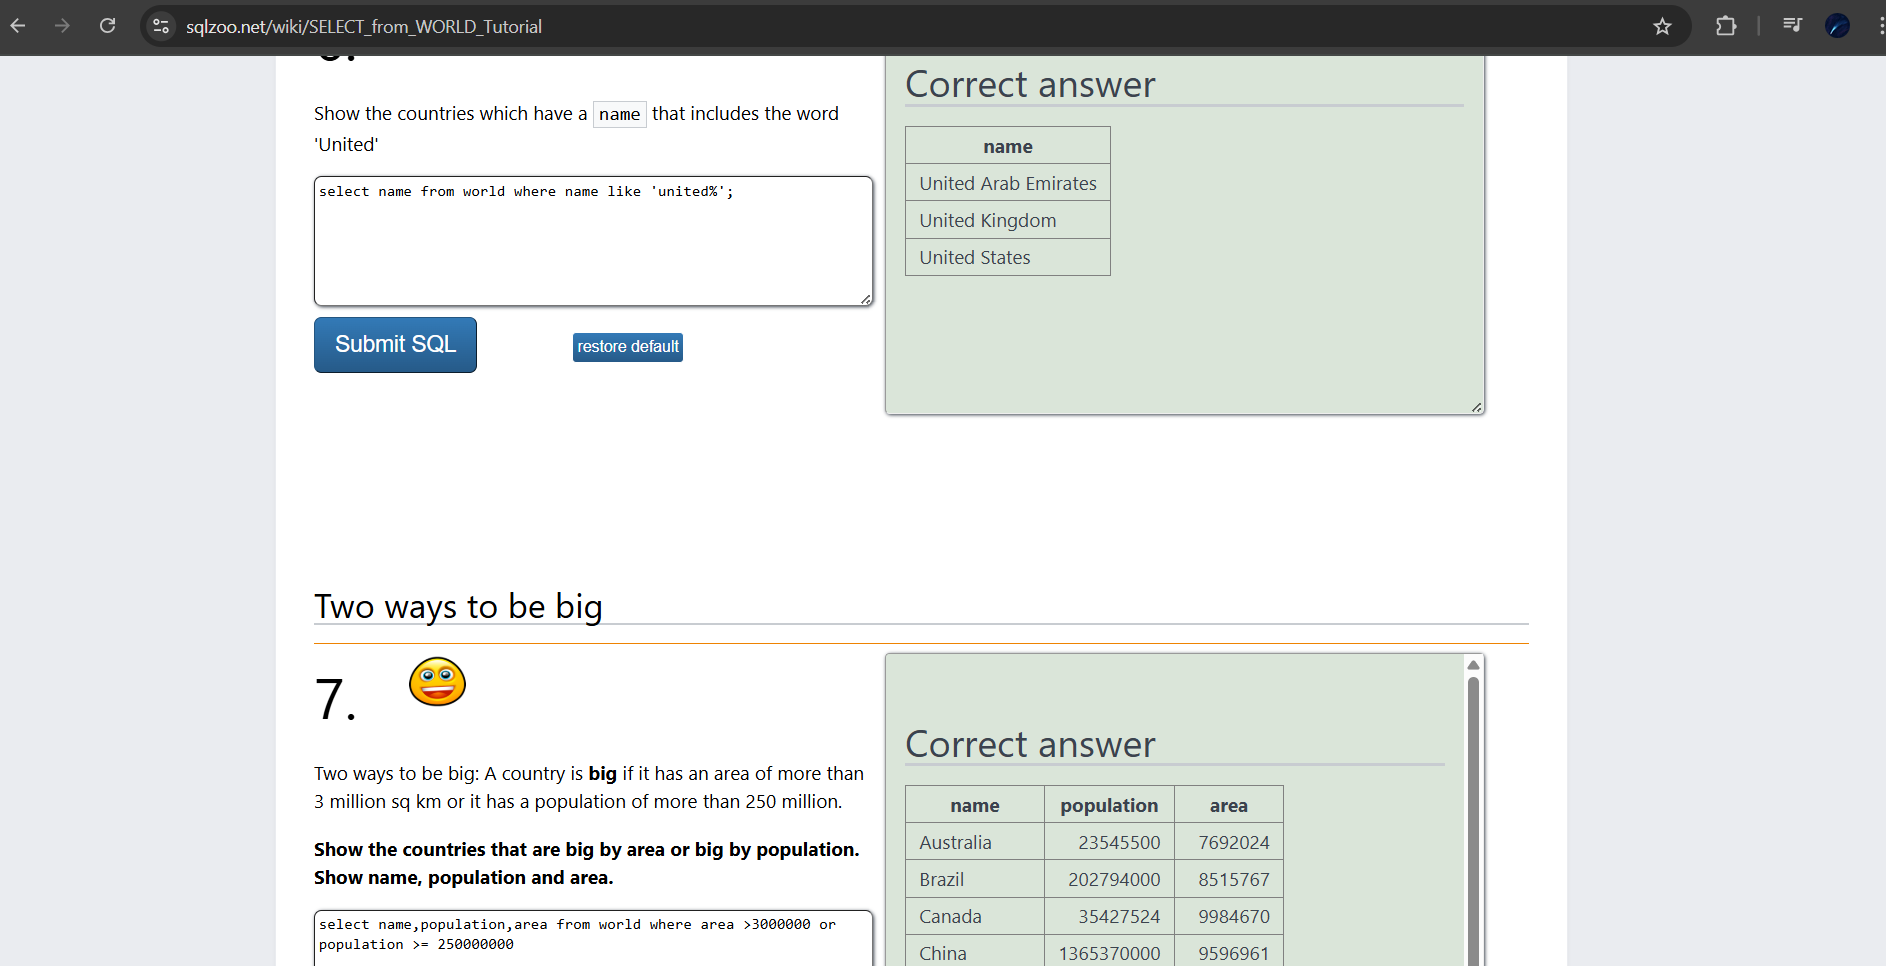 sqlzoo.net/wiki/SELECT_from_WORLD_Tutorial
Show the countries which have a name that includes the word
'United'
select name from world where name like 'united%';
Submit SQL
restore default
Correct answer
name
United Arab Emirates
United Kingdom
United States
Two ways to be big
7.
Two ways to be big: A country is big if it has an area of more than
3 million sq km or it has a population of more than 250 million.
Show the countries that are big by area or big by population.
Show name, population and area.
select name,population,area from world where area >3000000 or
population >= 250000000
Correct answer
name population area
Australia 23545500 7692024
Brazil 202794000 8515767
Canada 35427524 9984670
China 1365370000 9596961